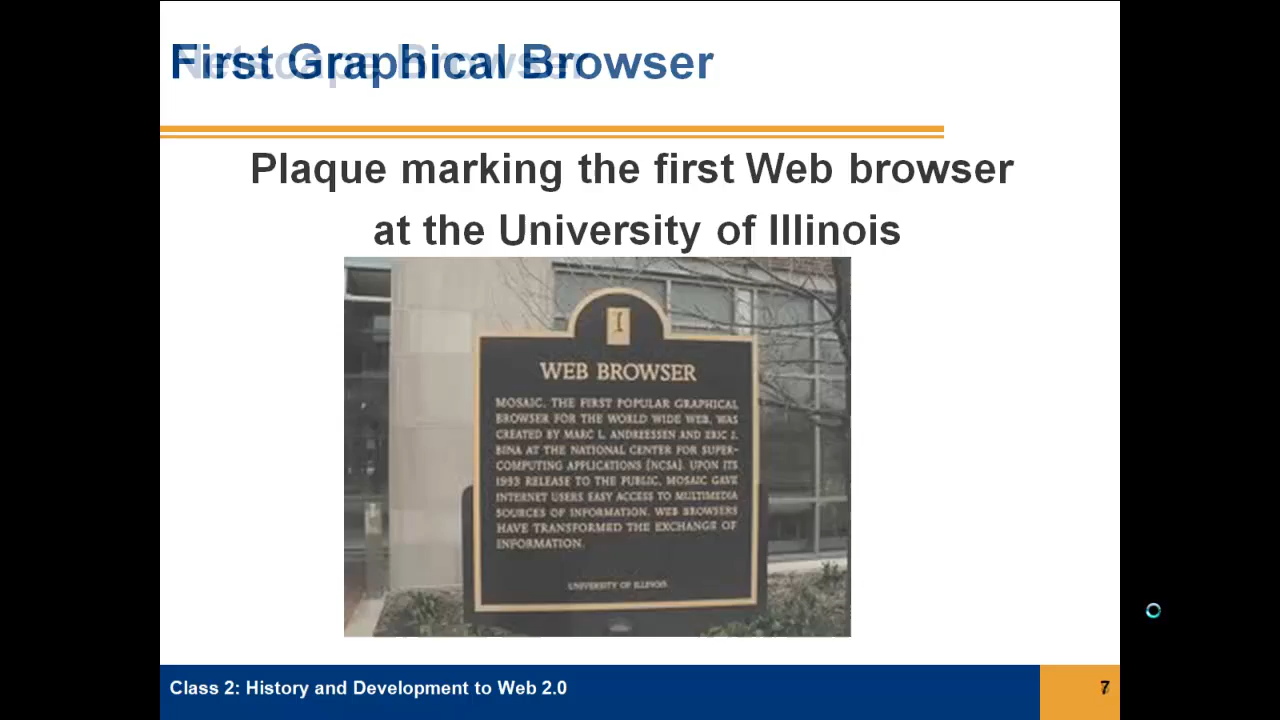 First Graphical Browser
Netscape Browser
Plaque marking the first Web browser
at the University of Illinois
I
WEB BROWSER
MOSAIC, THE FIRST POPULAR GRAPHICAL
BROWSER FOR THE WORLD WIDE WEB, WAS
CREATED BY MARC L. ANDREESSEN AND ERIC J.
BINA AT THE NATIONAL CENTER FOR SUPER-
COMPUTING APPLICATIONS [NCSA]. UPON ITS
1993 RELEASE TO THE PUBLIC, MOSAIC GAVE
INTERNET USERS EASY ACCESS TO MULTIMEDIA
SOURCES OF INFORMATION. WEB BROWSERS
HAVE TRANSFORMED THE EXCHANGE OF
INFORMATION.
UNIVERSITY OF ILLINOIS
Class 2: History and Development to Web 2.0
7